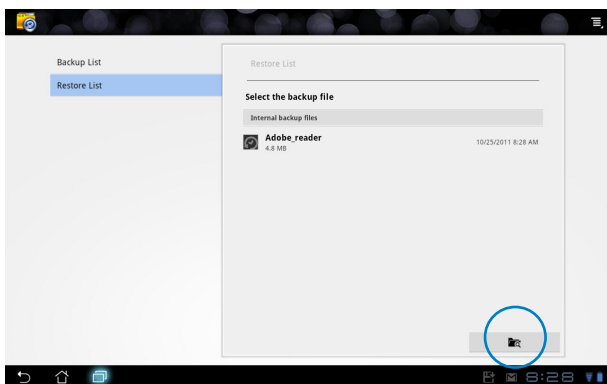 Backup List
Restore List
Restore List
Select the backup file
Internal backup files
Adobe_reader
4.8 MB
10/25/2011 8:28 AM
8:28